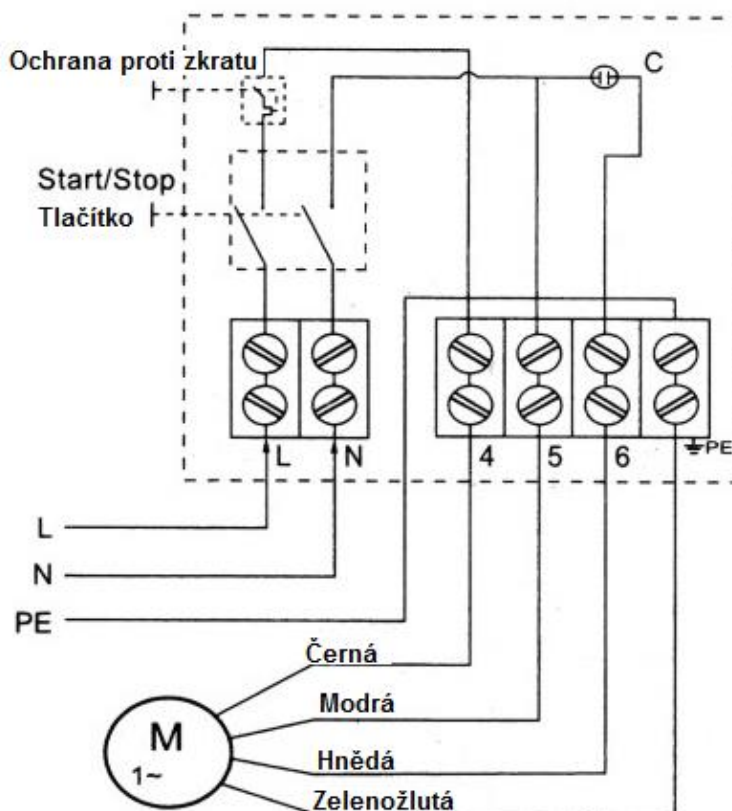 Ochrana proti zkratu
C
Start/Stop
Tlačítko
L
N
4
5
6
PE
L
N
PE
Černá
Modrá
Hnědá
Zelenožlutá
M
1~